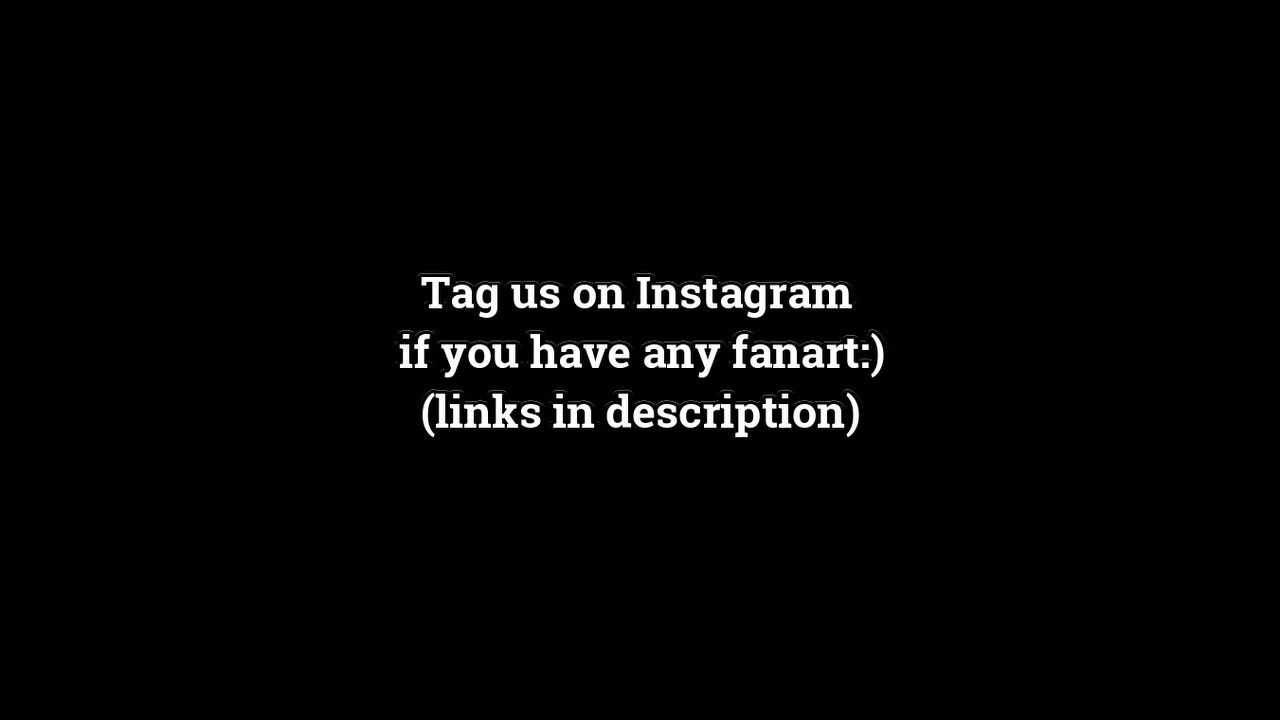 Tag us on Instagram
if you have any fanart:)
(links in description)